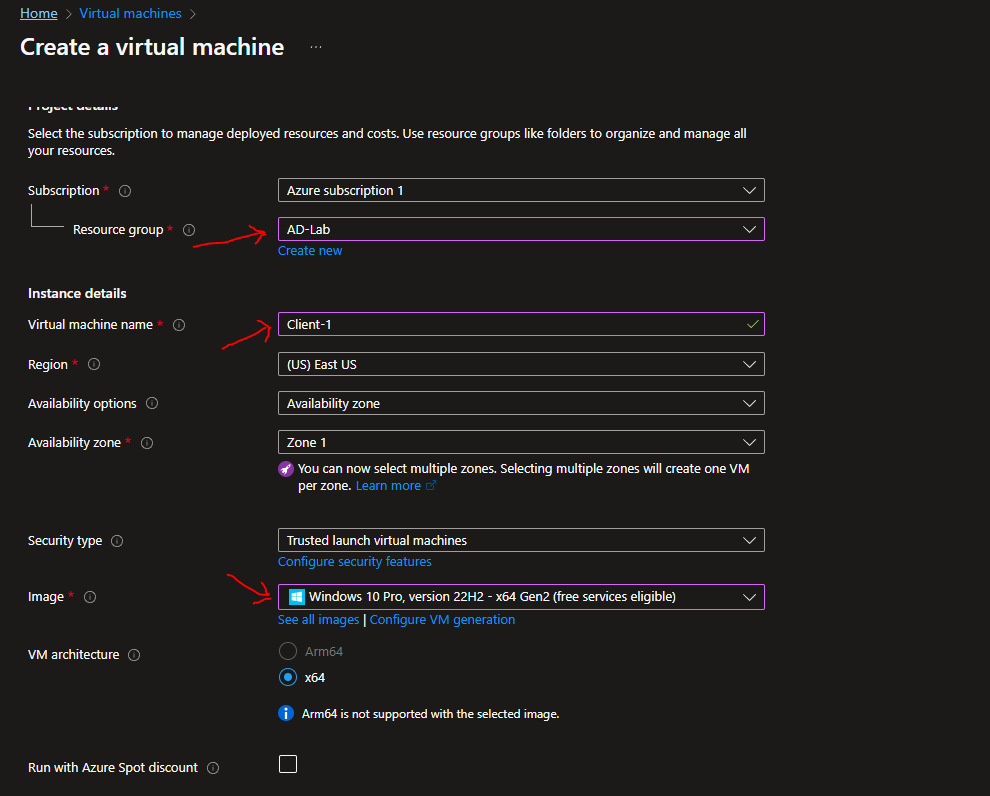 Home > Virtual machines >
Create a virtual machine ...
Project details
Select the subscription to manage deployed resources and costs. Use resource groups like folders to organize and manage all
your resources.
Subscription *
Azure subscription 1
Resource group *
AD-Lab
Create new
Instance details
Virtual machine name *
Client-1
Region *
(US) East US
Availability options
Availability zone
Availability zone *
Zone 1
You can now select multiple zones. Selecting multiple zones will create one VM
per zone. Learn more
Security type
Trusted launch virtual machines
Configure security features
Image *
Windows 10 Pro, version 22H2 - x64 Gen2 (free services eligible)
See all images | Configure VM generation
VM architecture
Arm64
x64
Arm64 is not supported with the selected image.
Run with Azure Spot discount